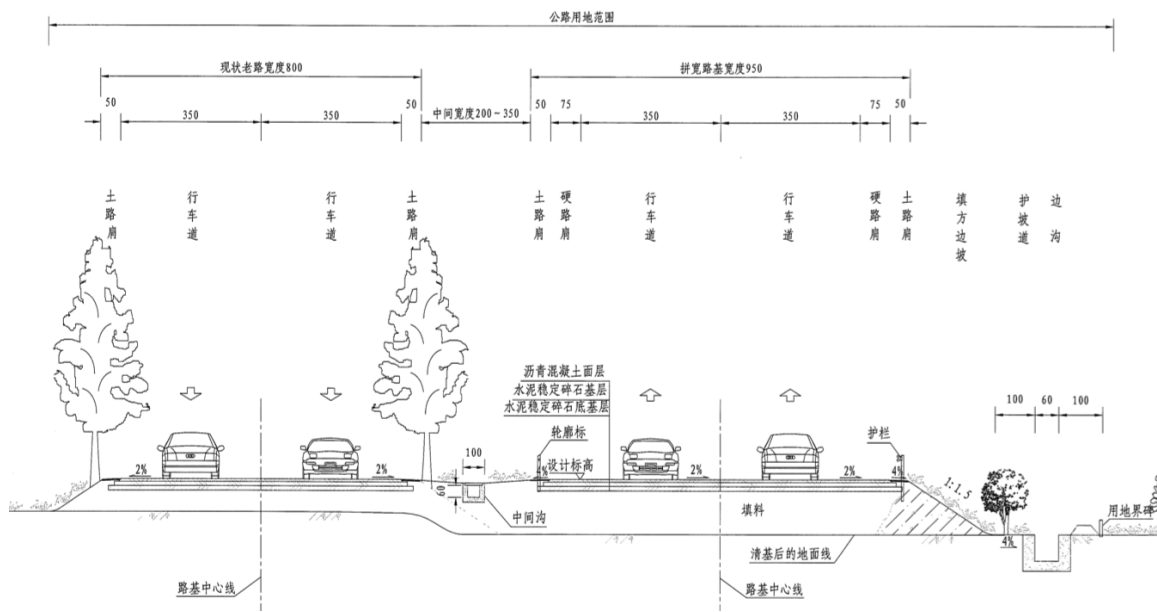 公路用地范围
现状老路宽度800
拼宽路基宽度950
50
350
350
50
中间宽度200~350
50
75
350
350
75
50
土路肩
行车道
行车道
土路肩
土路肩
硬路肩
行车道
行车道
硬路肩
土路肩
填方边坡
护坡道
边沟
沥青混凝土面层
水泥稳定碎石基层
水泥稳定碎石底基层
轮廓标
设计标高
护栏
100
60
100
100
60
2%
2%
4%
2%
2%
4%
1:1.5
中间沟
填料
用地界碑
清基后的地面线
4%
路基中心线
路基中心线